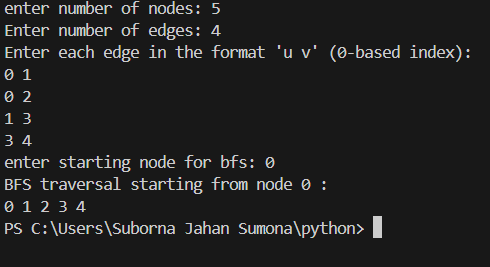 enter number of nodes: 5
Enter number of edges: 4
Enter each edge in the format 'u v' (0-based index):
0 1
0 2
1 3
3 4
enter starting node for bfs: 0
BFS traversal starting from node 0 :
0 1 2 3 4
PS C:\Users\Suborna Jahan Sumona\python>